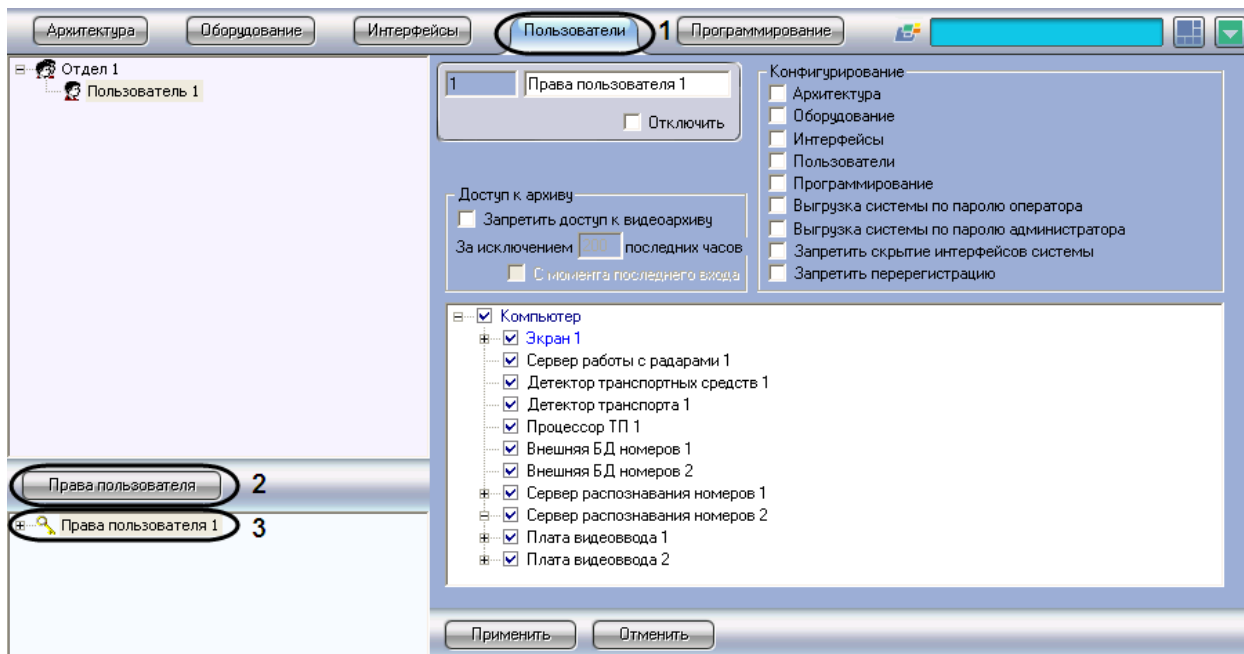 Архитектура Оборудование Интерфейсы Пользователи 1 Программирование
Отдел 1
Пользователь 1
Права пользователя 2
Права пользователя 1 3
1 Права пользователя 1
Отключить
Доступ к архиву
Запретить доступ к видеоархиву
За исключением последних часов
С момента последнего входа
Конфигурирование
Архитектура
Оборудование
Интерфейсы
Пользователи
Программирование
Выгрузка системы по паролю оператора
Выгрузка системы по паролю администратора
Запретить скрытие интерфейсов системы
Запретить перерегистрацию
Компьютер
Экран 1
Сервер работы с радарами 1
Детектор транспортных средств 1
Детектор транспорта 1
Процессор ТП 1
Внешняя БД номеров 1
Внешняя БД номеров 2
Сервер распознавания номеров 1
Сервер распознавания номеров 2
Плата видеоввода 1
Плата видеоввода 2
Применить Отменить